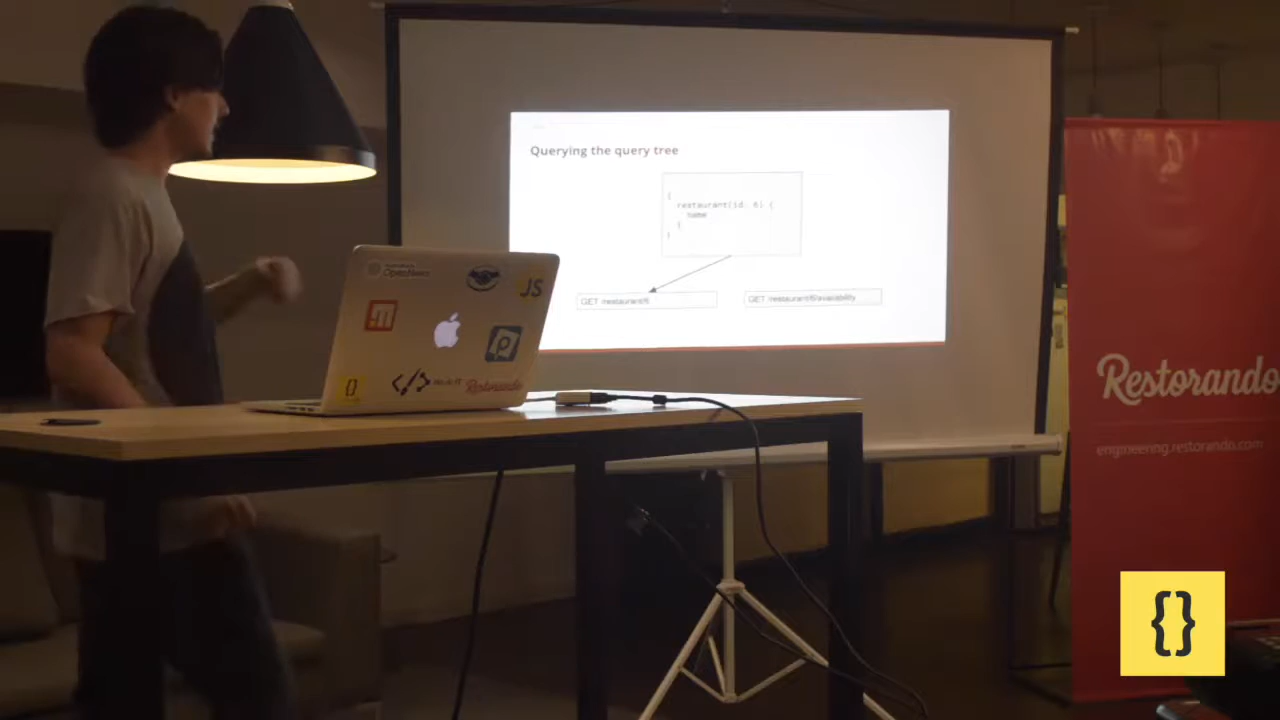 Querying the query tree
{
restaurant(id: 6) {
name
{
}
GET /restaurant/6
GET /restaurant/6/availability
OpenNews
JS
m
p
{}
</>
Restorando
Restorando
engineering.restorando.com
{}